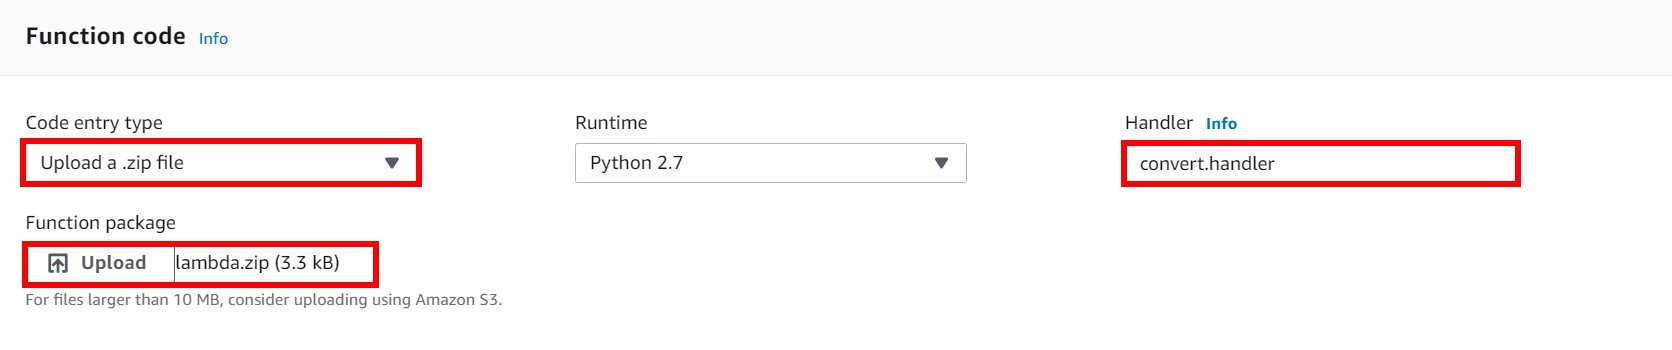 Function code Info
Code entry type
Upload a .zip file
Runtime
Python 2.7
Handler Info
convert.handler
Function package
Upload lambda.zip (3.3 kB)
For files larger than 10 MB, consider uploading using Amazon S3.